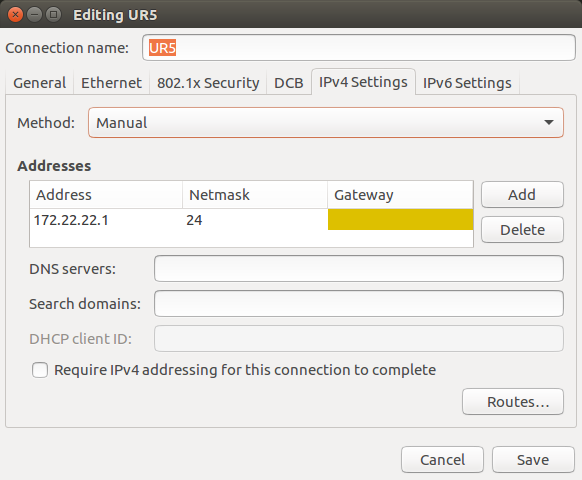 Editing UR5
Connection name: UR5
General Ethernet 802.1x Security DCB IPv4 Settings IPv6 Settings
Method: Manual
Addresses
Address Netmask Gateway Add
172.22.22.1 24
Delete
DNS servers:
Search domains:
DHCP client ID:
Require IPv4 addressing for this connection to complete
Routes...
Cancel Save